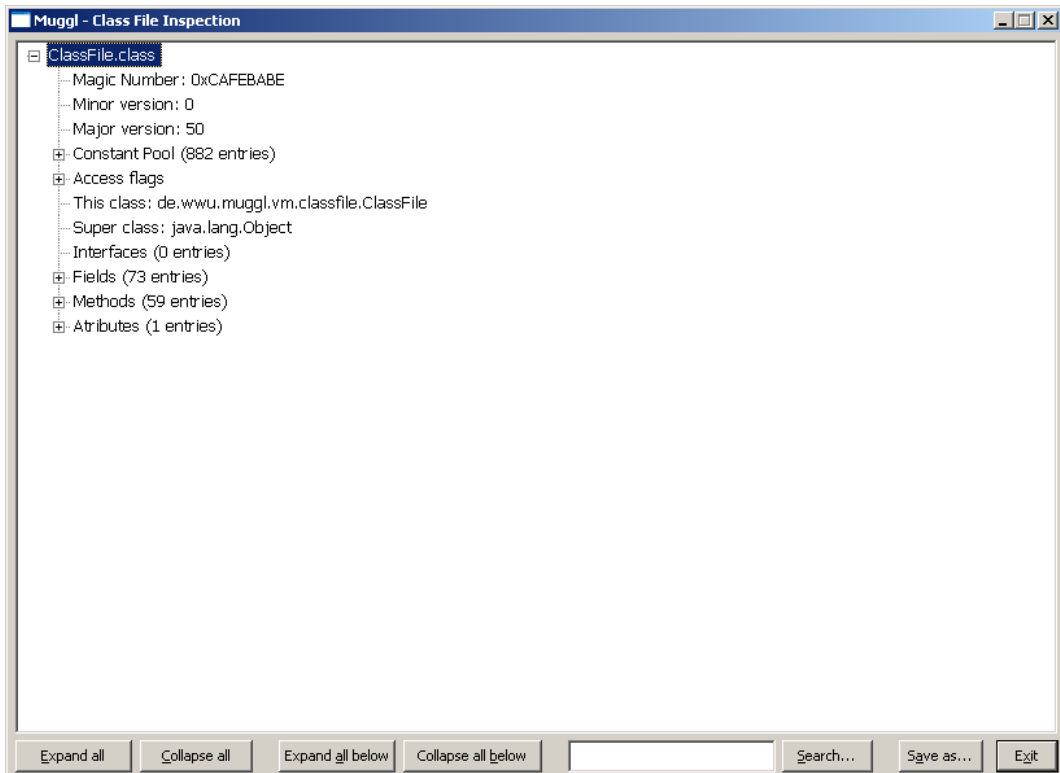 Muggl - Class File Inspection
ClassFile.class
Magic Number: 0xCAFEBABE
Minor version: 0
Major version: 50
Constant Pool (882 entries)
Access flags
This class: de.wwu.muggl.vm.classfile.ClassFile
Super class: java.lang.Object
Interfaces (0 entries)
Fields (73 entries)
Methods (59 entries)
Atributes (1 entries)
Expand all Collapse all Expand all below Collapse all below Search... Save as... Exit